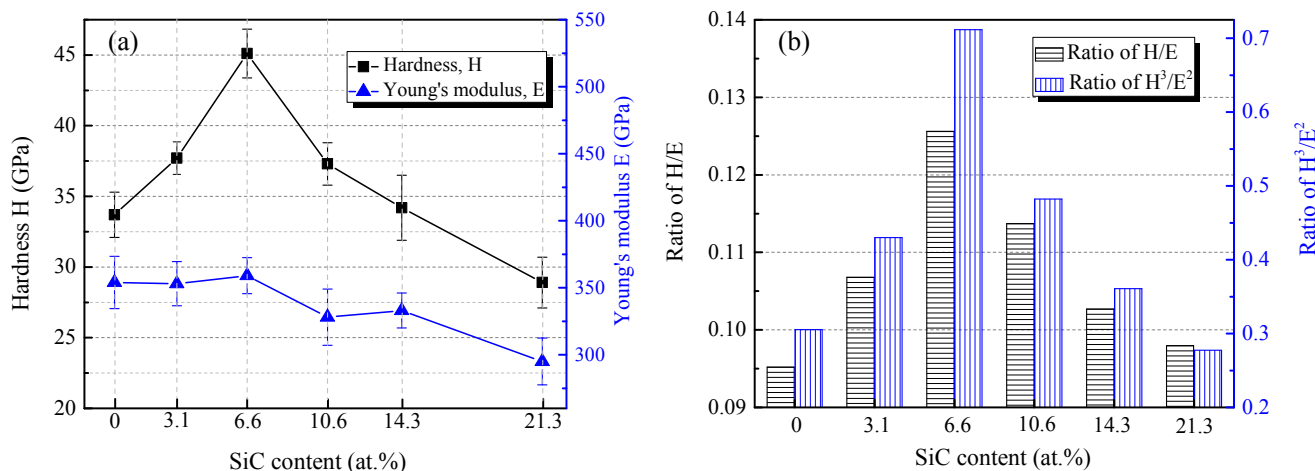 (a)
Hardness, H
Young's modulus, E
45
40
35
30
25
20
Hardness H (GPa)
550
500
450
400
350
300
Young's modulus E (GPa)
0 3.1 6.6 10.6 14.3 21.3
SiC content (at.%)
(b)
Ratio of H/E
Ratio of H³/E²
0.14
0.13
0.12
0.11
0.10
0.09
Ratio of H/E
0.7
0.6
0.5
0.4
0.3
0.2
Ratio of H³/E²
0 3.1 6.6 10.6 14.3 21.3
SiC content (at.%)